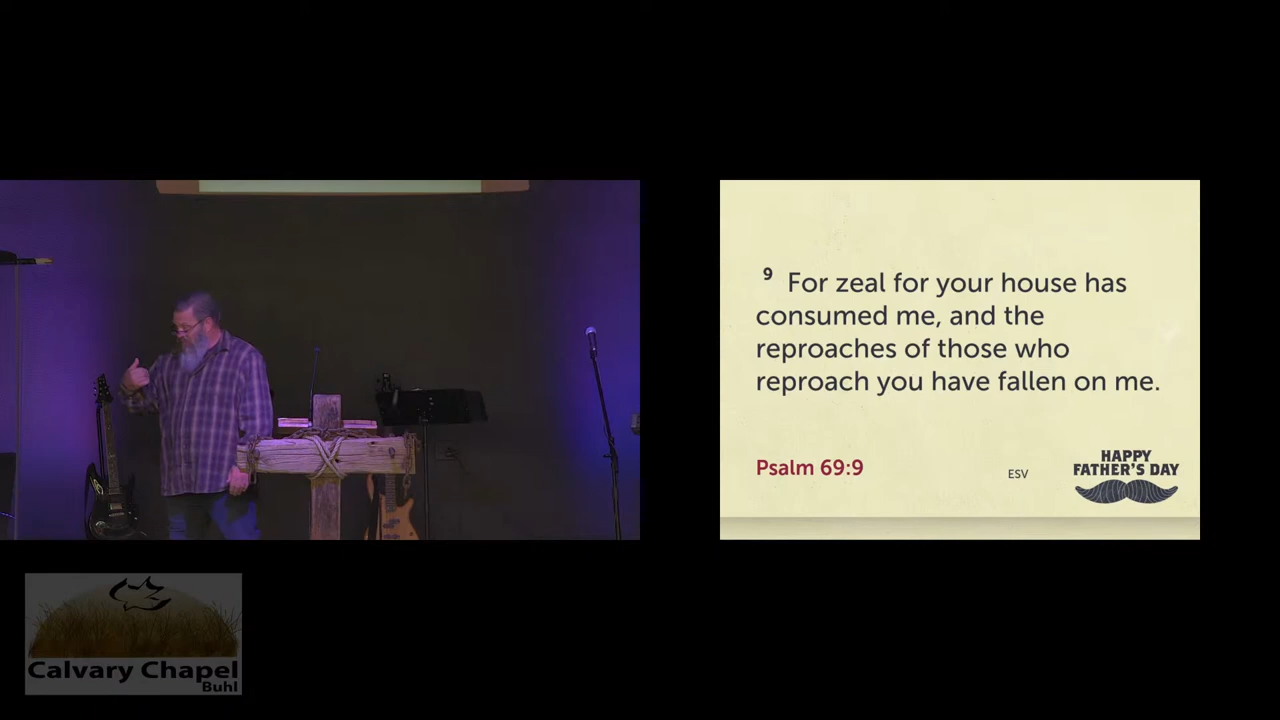 9 For zeal for your house has
consumed me, and the
reproaches of those who
reproach you have fallen on me.
Psalm 69:9
ESV
HAPPY
FATHER'S DAY
Calvary Chapel
Buhl